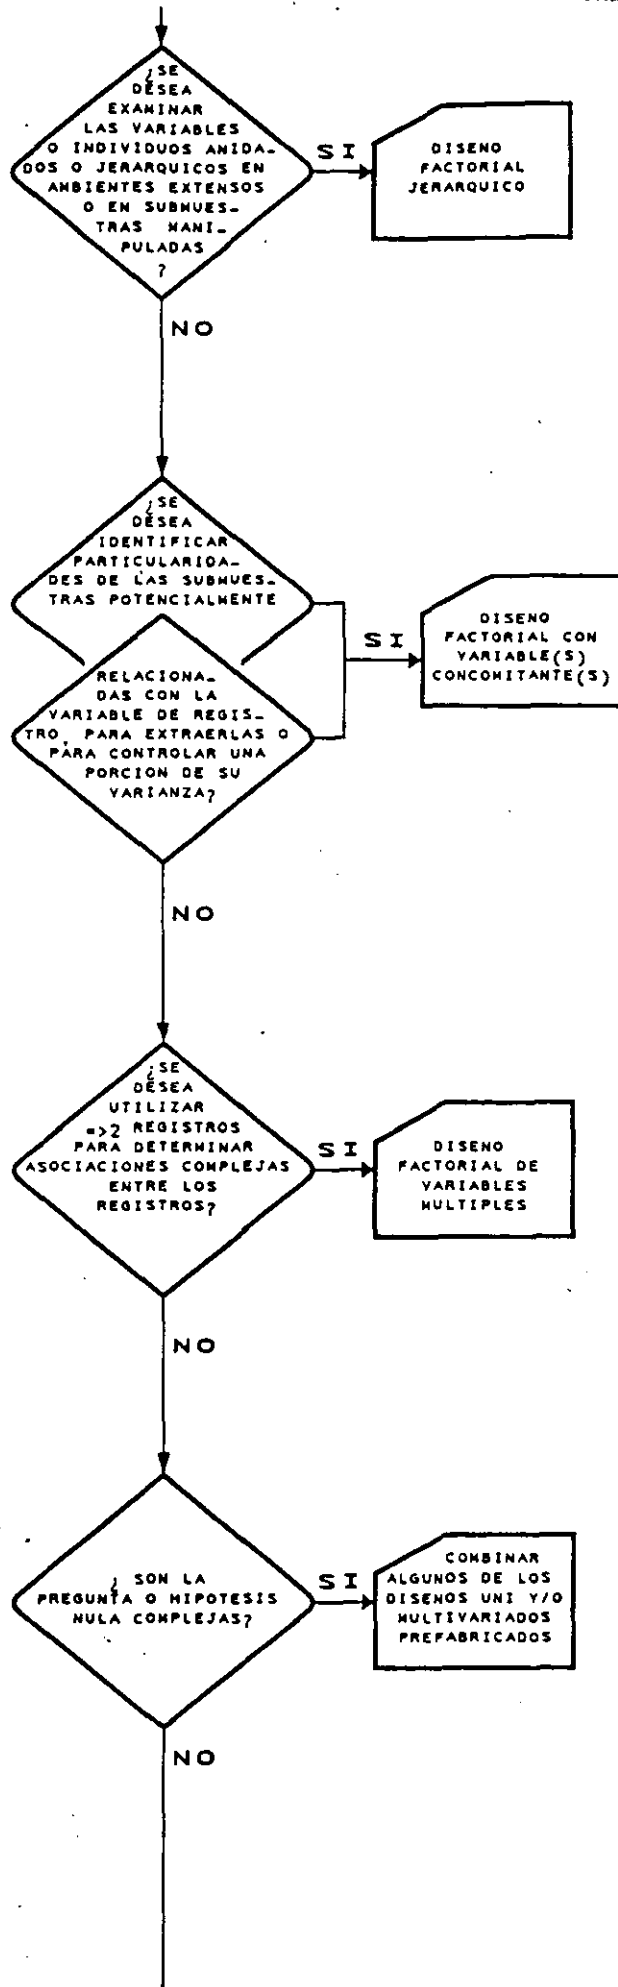 ¿SE
DESEA
EXAMINAR
LAS VARIABLES
O INDIVIDUOS ANIDA-
DOS O JERARQUICOS EN
AMBIENTES EXTENSOS
O EN SUBMUES-
TRAS MANI-
PULADAS
?
SI
DISENO
FACTORIAL
JERARQUICO
NO
¿SE
DESEA
IDENTIFICAR
PARTICULARIDA-
DES DE LAS SUBMUES-
TRAS POTENCIALMENTE
RELACIONA-
DAS CON LA
VARIABLE DE REGIS-
TRO, PARA EXTRAERLAS O
PARA CONTROLAR UNA
PORCION DE SU
VARIANZA?
SI
DISENO
FACTORIAL CON
VARIABLE(S)
CONCOMITANTE(S)
NO
¿SE
DESEA
UTILIZAR
=>2 REGISTROS
PARA DETERMINAR
ASOCIACIONES COMPLEJAS
ENTRE LOS
REGISTROS?
SI
DISENO
FACTORIAL DE
VARIABLES
MULTIPLES
NO
¿ SON LA
PREGUNTA O HIPOTESIS
NULA COMPLEJAS?
SI
COMBINAR
ALGUNOS DE LOS
DISENOS UNI Y/O
MULTIVARIADOS
PREFABRICADOS
NO